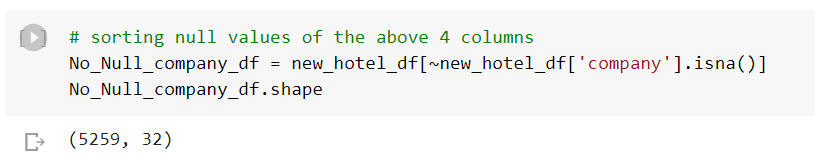 # sorting null values of the above 4 columns
No_Null_company_df = new_hotel_df[~new_hotel_df['company'].isna()]
No_Null_company_df.shape
(5259, 32)